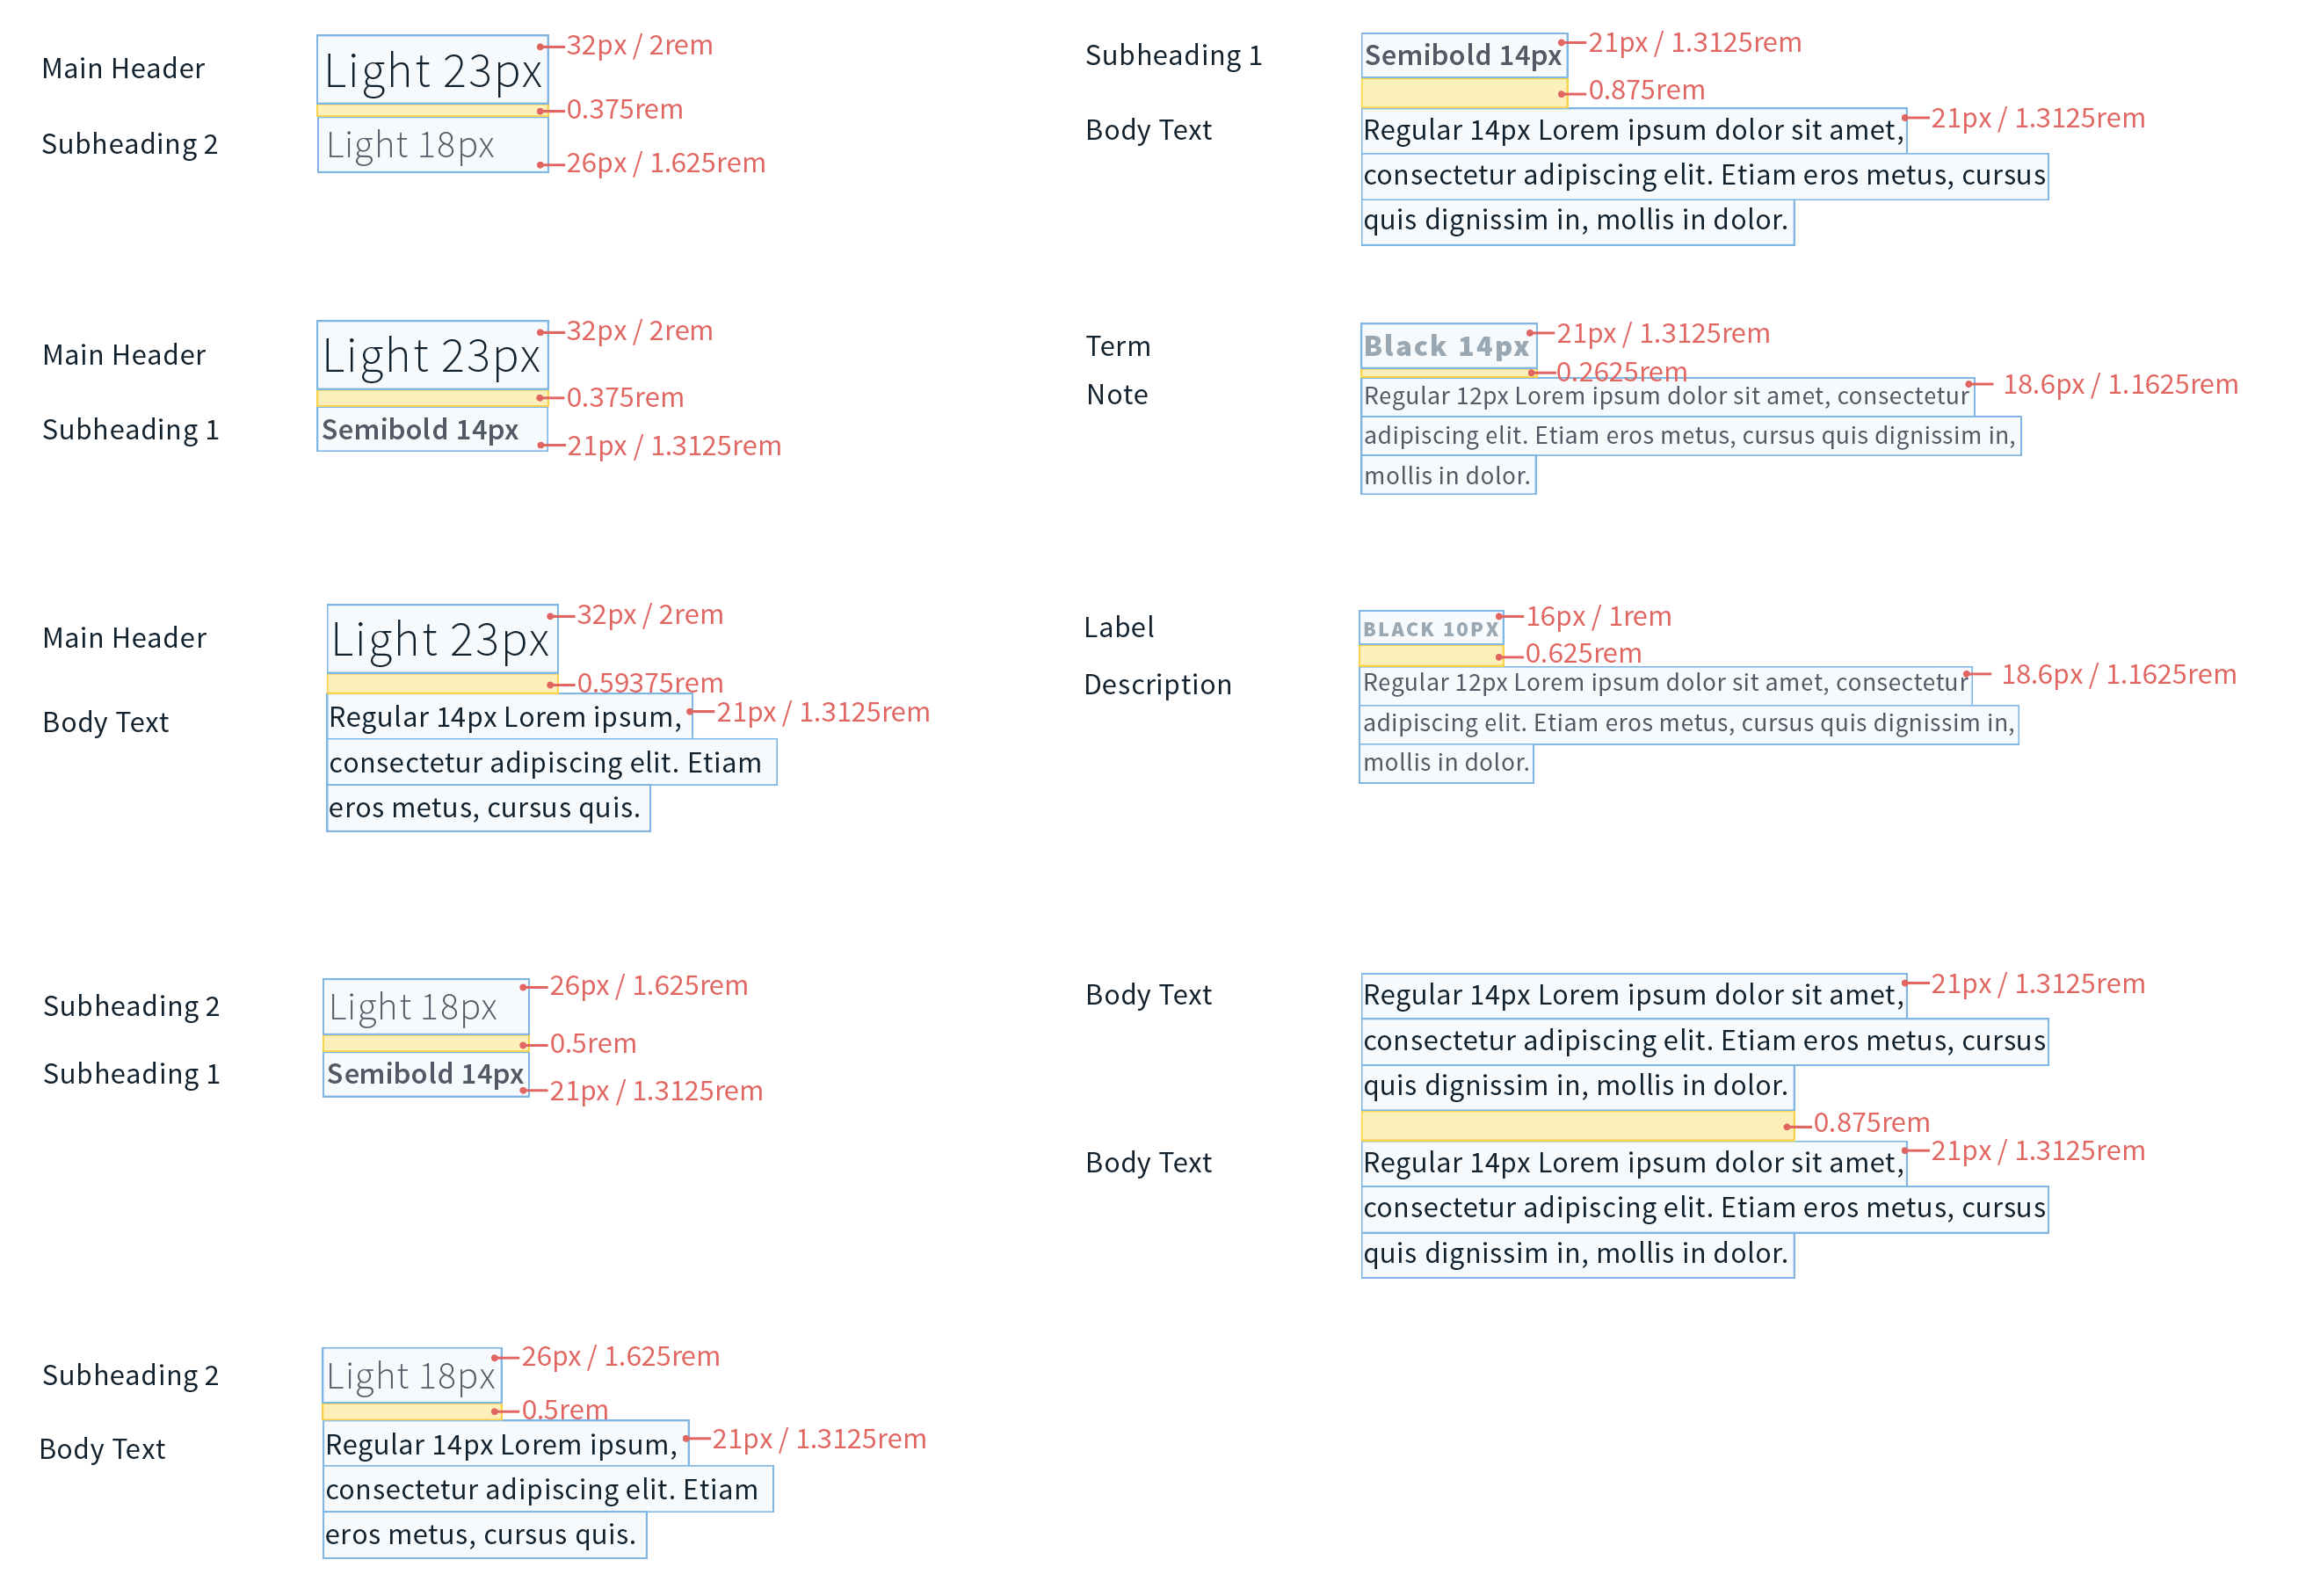 Main Header
Light 23px
32px / 2rem
0.375rem
Subheading 2
Light 18px
26px / 1.625rem
Main Header
Light 23px
32px / 2rem
0.375rem
Subheading 1
Semibold 14px
21px / 1.3125rem
Main Header
Light 23px
32px / 2rem
0.59375rem
Body Text
Regular 14px Lorem ipsum,
21px / 1.3125rem
consectetur adipiscing elit. Etiam
eros metus, cursus quis.
Subheading 2
Light 18px
26px / 1.625rem
0.5rem
Subheading 1
Semibold 14px
21px / 1.3125rem
Subheading 2
Light 18px
26px / 1.625rem
0.5rem
Body Text
Regular 14px Lorem ipsum,
21px / 1.3125rem
consectetur adipiscing elit. Etiam
eros metus, cursus quis.
Subheading 1
Semibold 14px
21px / 1.3125rem
0.875rem
Body Text
Regular 14px Lorem ipsum dolor sit amet,
21px / 1.3125rem
consectetur adipiscing elit. Etiam eros metus, cursus
quis dignissim in, mollis in dolor.
Term
Black 14px
21px / 1.3125rem
0.2625rem
Note
Regular 12px Lorem ipsum dolor sit amet, consectetur
18.6px / 1.1625rem
adipiscing elit. Etiam eros metus, cursus quis dignissim in,
mollis in dolor.
Label
BLACK 10PX
16px / 1rem
0.625rem
Description
Regular 12px Lorem ipsum dolor sit amet, consectetur
18.6px / 1.1625rem
adipiscing elit. Etiam eros metus, cursus quis dignissim in,
mollis in dolor.
Body Text
Regular 14px Lorem ipsum dolor sit amet,
21px / 1.3125rem
consectetur adipiscing elit. Etiam eros metus, cursus
quis dignissim in, mollis in dolor.
0.875rem
Body Text
Regular 14px Lorem ipsum dolor sit amet,
21px / 1.3125rem
consectetur adipiscing elit. Etiam eros metus, cursus
quis dignissim in, mollis in dolor.